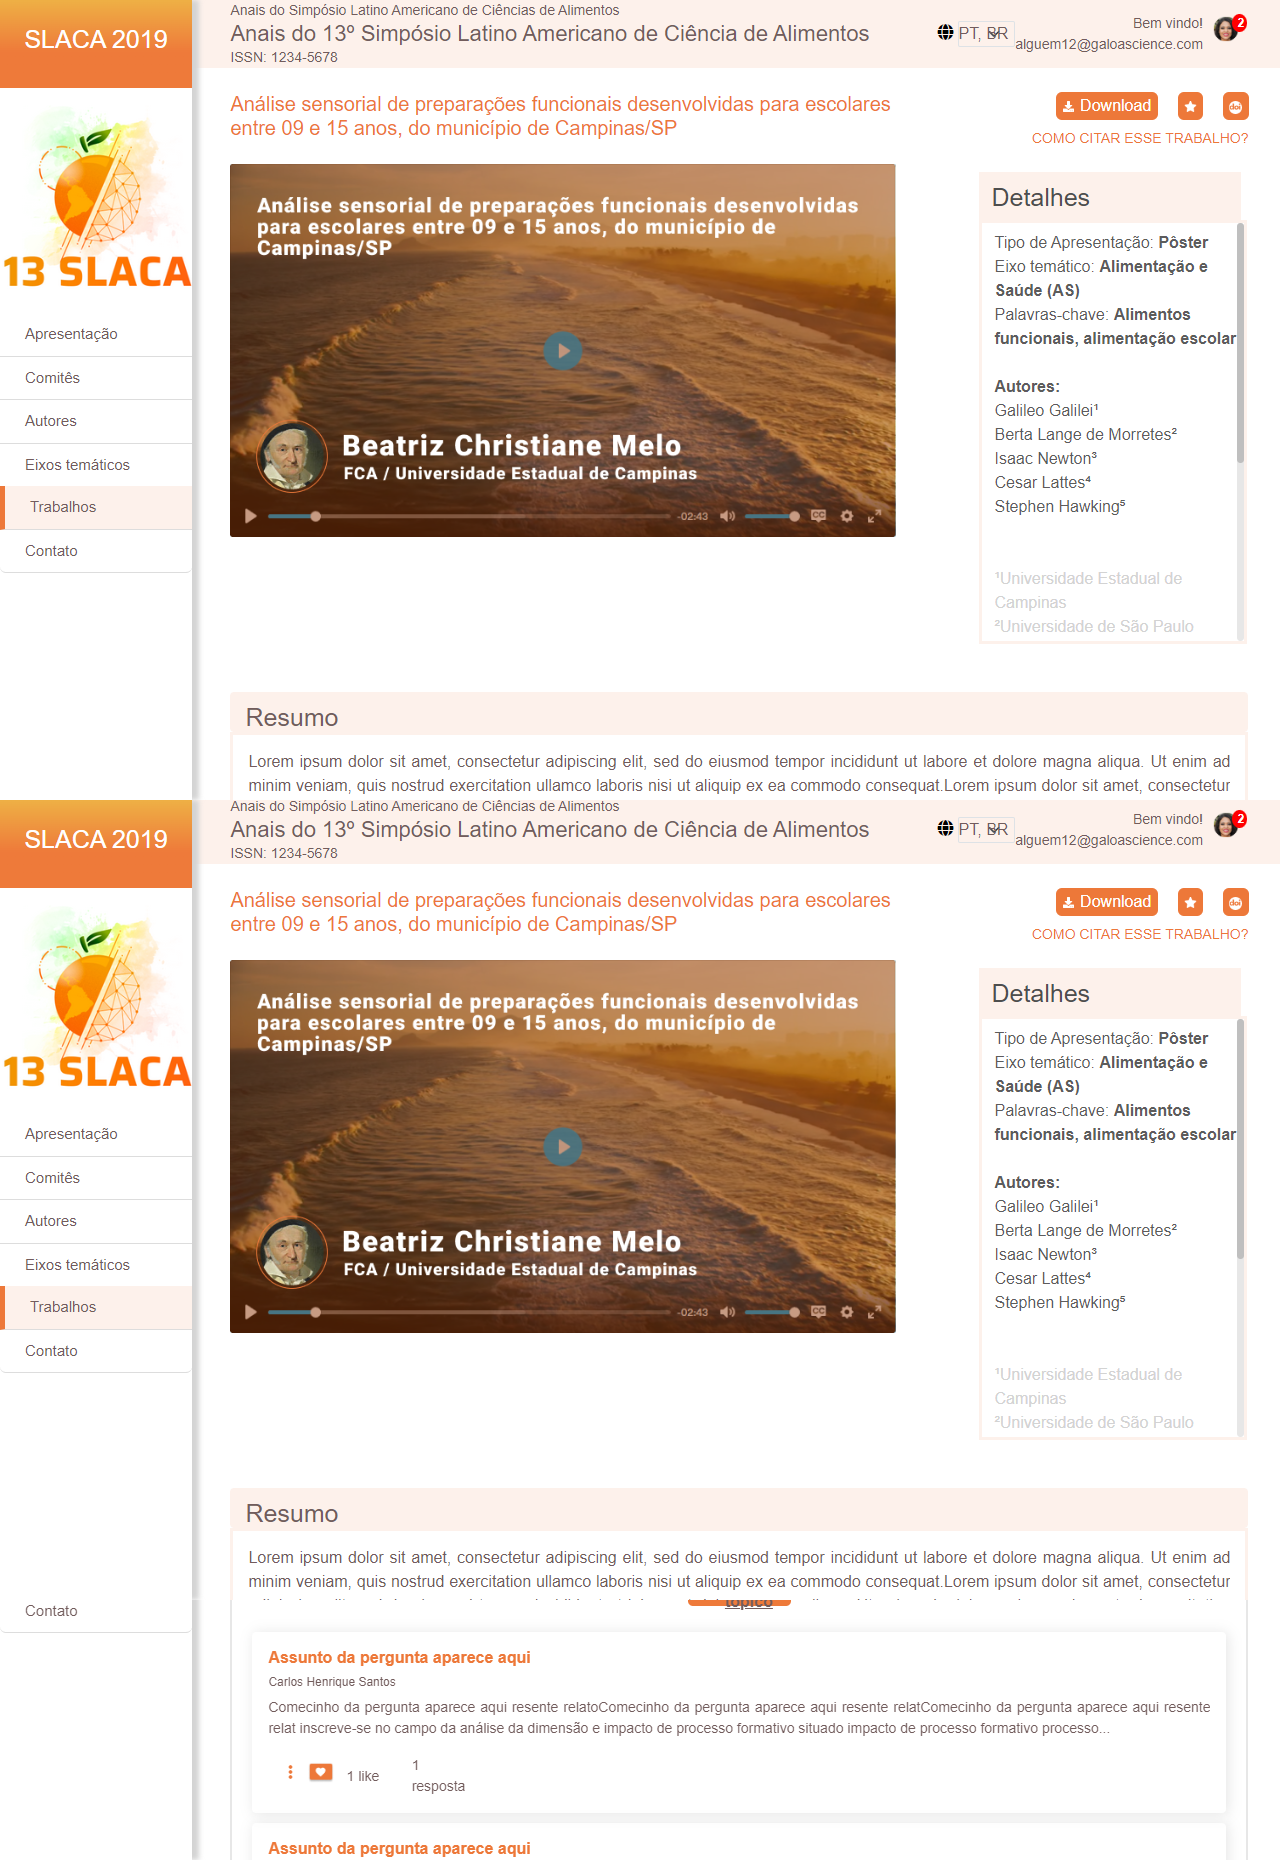 SLACA 2019
Anais do Simpósio Latino Americano de Ciências de Alimentos
Anais do 13º Simpósio Latino Americano de Ciência de Alimentos
ISSN: 1234-5678
PT, BR
Bem vindo!
alguem12@galoascience.com
2
13 SLACA
Apresentação
Comitês
Autores
Eixos temáticos
Trabalhos
Contato
Análise sensorial de preparações funcionais desenvolvidas para escolares
entre 09 e 15 anos, do município de Campinas/SP
Download
doi
COMO CITAR ESSE TRABALHO?
Análise sensorial de preparações funcionais desenvolvidas
para escolares entre 09 e 15 anos, do município de
Campinas/SP
Beatriz Christiane Melo
FCA / Universidade Estadual de Campinas
-02:43
CC
Detalhes
Tipo de Apresentação: Pôster
Eixo temático: Alimentação e
Saúde (AS)
Palavras-chave: Alimentos
funcionais, alimentação escolar
Autores:
Galileo Galilei¹
Berta Lange de Morretes²
Isaac Newton³
Cesar Lattes⁴
Stephen Hawking⁵
¹Universidade Estadual de
Campinas
²Universidade de São Paulo
Resumo
Lorem ipsum dolor sit amet, consectetur adipiscing elit, sed do eiusmod tempor incididunt ut labore et dolore magna aliqua. Ut enim ad
minim veniam, quis nostrud exercitation ullamco laboris nisi ut aliquip ex ea commodo consequat.Lorem ipsum dolor sit amet, consectetur
SLACA 2019
Anais do Simpósio Latino Americano de Ciências de Alimentos
Anais do 13º Simpósio Latino Americano de Ciência de Alimentos
ISSN: 1234-5678
PT, BR
Bem vindo!
alguem12@galoascience.com
2
13 SLACA
Apresentação
Comitês
Autores
Eixos temáticos
Trabalhos
Contato
Análise sensorial de preparações funcionais desenvolvidas para escolares
entre 09 e 15 anos, do município de Campinas/SP
Download
doi
COMO CITAR ESSE TRABALHO?
Análise sensorial de preparações funcionais desenvolvidas
para escolares entre 09 e 15 anos, do município de
Campinas/SP
Beatriz Christiane Melo
FCA / Universidade Estadual de Campinas
-02:43
CC
Detalhes
Tipo de Apresentação: Pôster
Eixo temático: Alimentação e
Saúde (AS)
Palavras-chave: Alimentos
funcionais, alimentação escolar
Autores:
Galileo Galilei¹
Berta Lange de Morretes²
Isaac Newton³
Cesar Lattes⁴
Stephen Hawking⁵
¹Universidade Estadual de
Campinas
²Universidade de São Paulo
Resumo
Lorem ipsum dolor sit amet, consectetur adipiscing elit, sed do eiusmod tempor incididunt ut labore et dolore magna aliqua. Ut enim ad
minim veniam, quis nostrud exercitation ullamco laboris nisi ut aliquip ex ea commodo consequat.Lorem ipsum dolor sit amet, consectetur
tópico
Contato
Assunto da pergunta aparece aqui
Carlos Henrique Santos
Comecinho da pergunta aparece aqui resente relatoComecinho da pergunta aparece aqui resente relatComecinho da pergunta aparece aqui resente
relat inscreve-se no campo da análise da dimensão e impacto de processo formativo situado impacto de processo formativo processo...
1 like
1
resposta
Assunto da pergunta aparece aqui